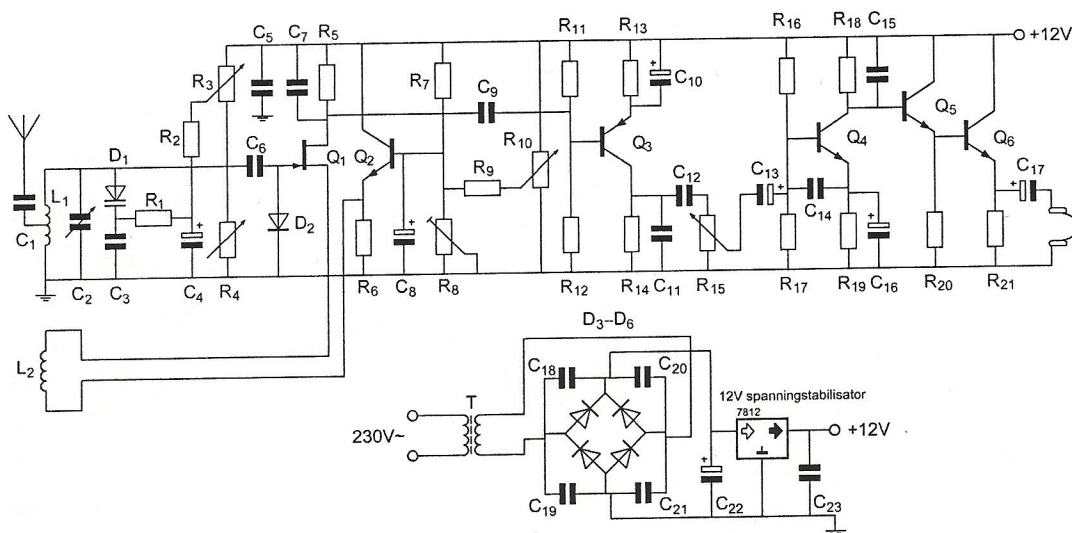 R16 R18 C15
R11 R13
C5 C7 R5
+12V
R3
R7
C9
C10
R2
R10
Q5
C6
Q1
Q2
Q3
Q4
Q6
D1
C17
R9
C12
C13
L1
R1
D2
C14
C1
C2 C3 C4 R4
R6 C8 R8
R12 R14 C11 R15
R17 R19 C16 R20 R21
D3--D6
L2
C18 C20
12V spanningstabilisator
T
7812
230V~
+12V
C19 C21 C22 C23